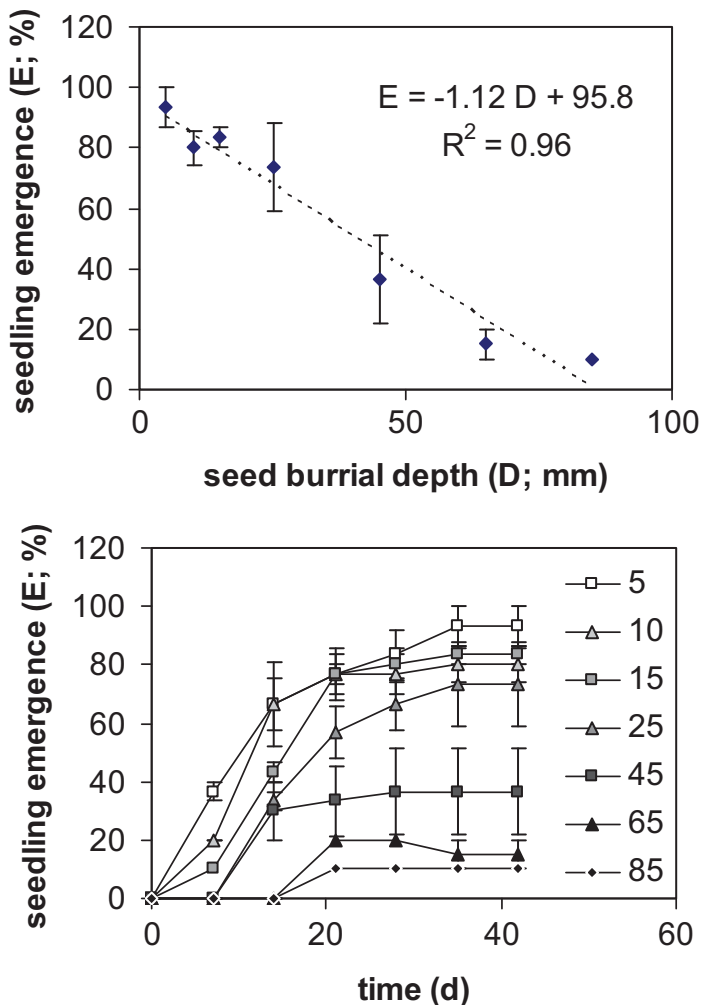 seedling emergence (E; %)
120
100
80
60
40
20
0
E = -1.12 D + 95.8
R² = 0.96
0 50 100
seed burrial depth (D; mm)
seedling emergence (E; %)
120
100
80
60
40
20
0
5
10
15
25
45
65
85
0 20 40 60
time (d)